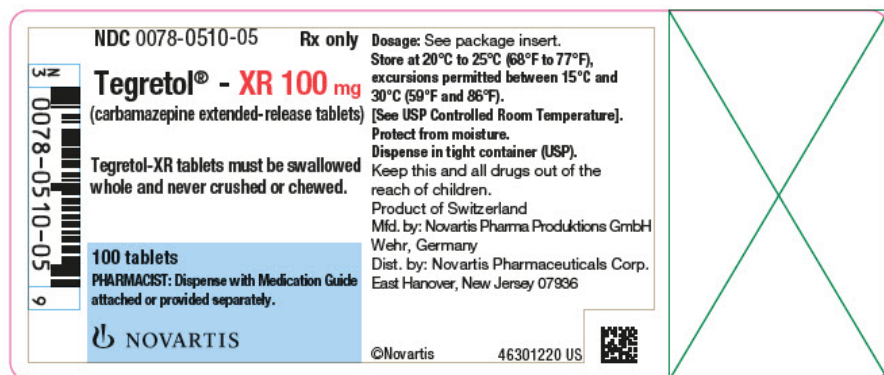 NDC 0078-0510-05 Rx only
Tegretol® - XR 100 mg
(carbamazepine extended-release tablets)
Tegretol-XR tablets must be swallowed
whole and never crushed or chewed.
100 tablets
PHARMACIST: Dispense with Medication Guide
attached or provided separately.
NOVARTIS
Dosage: See package insert.
Store at 20°C to 25°C (68°F to 77°F),
excursions permitted between 15°C and
30°C (59°F and 86°F).
[See USP Controlled Room Temperature].
Protect from moisture.
Dispense in tight container (USP).
Keep this and all drugs out of the
reach of children.
Product of Switzerland
Mfd. by: Novartis Pharma Produktions GmbH
Wehr, Germany
Dist. by: Novartis Pharmaceuticals Corp.
East Hanover, New Jersey 07936
©Novartis 46301220 US
N
3 0078-0510-05 9